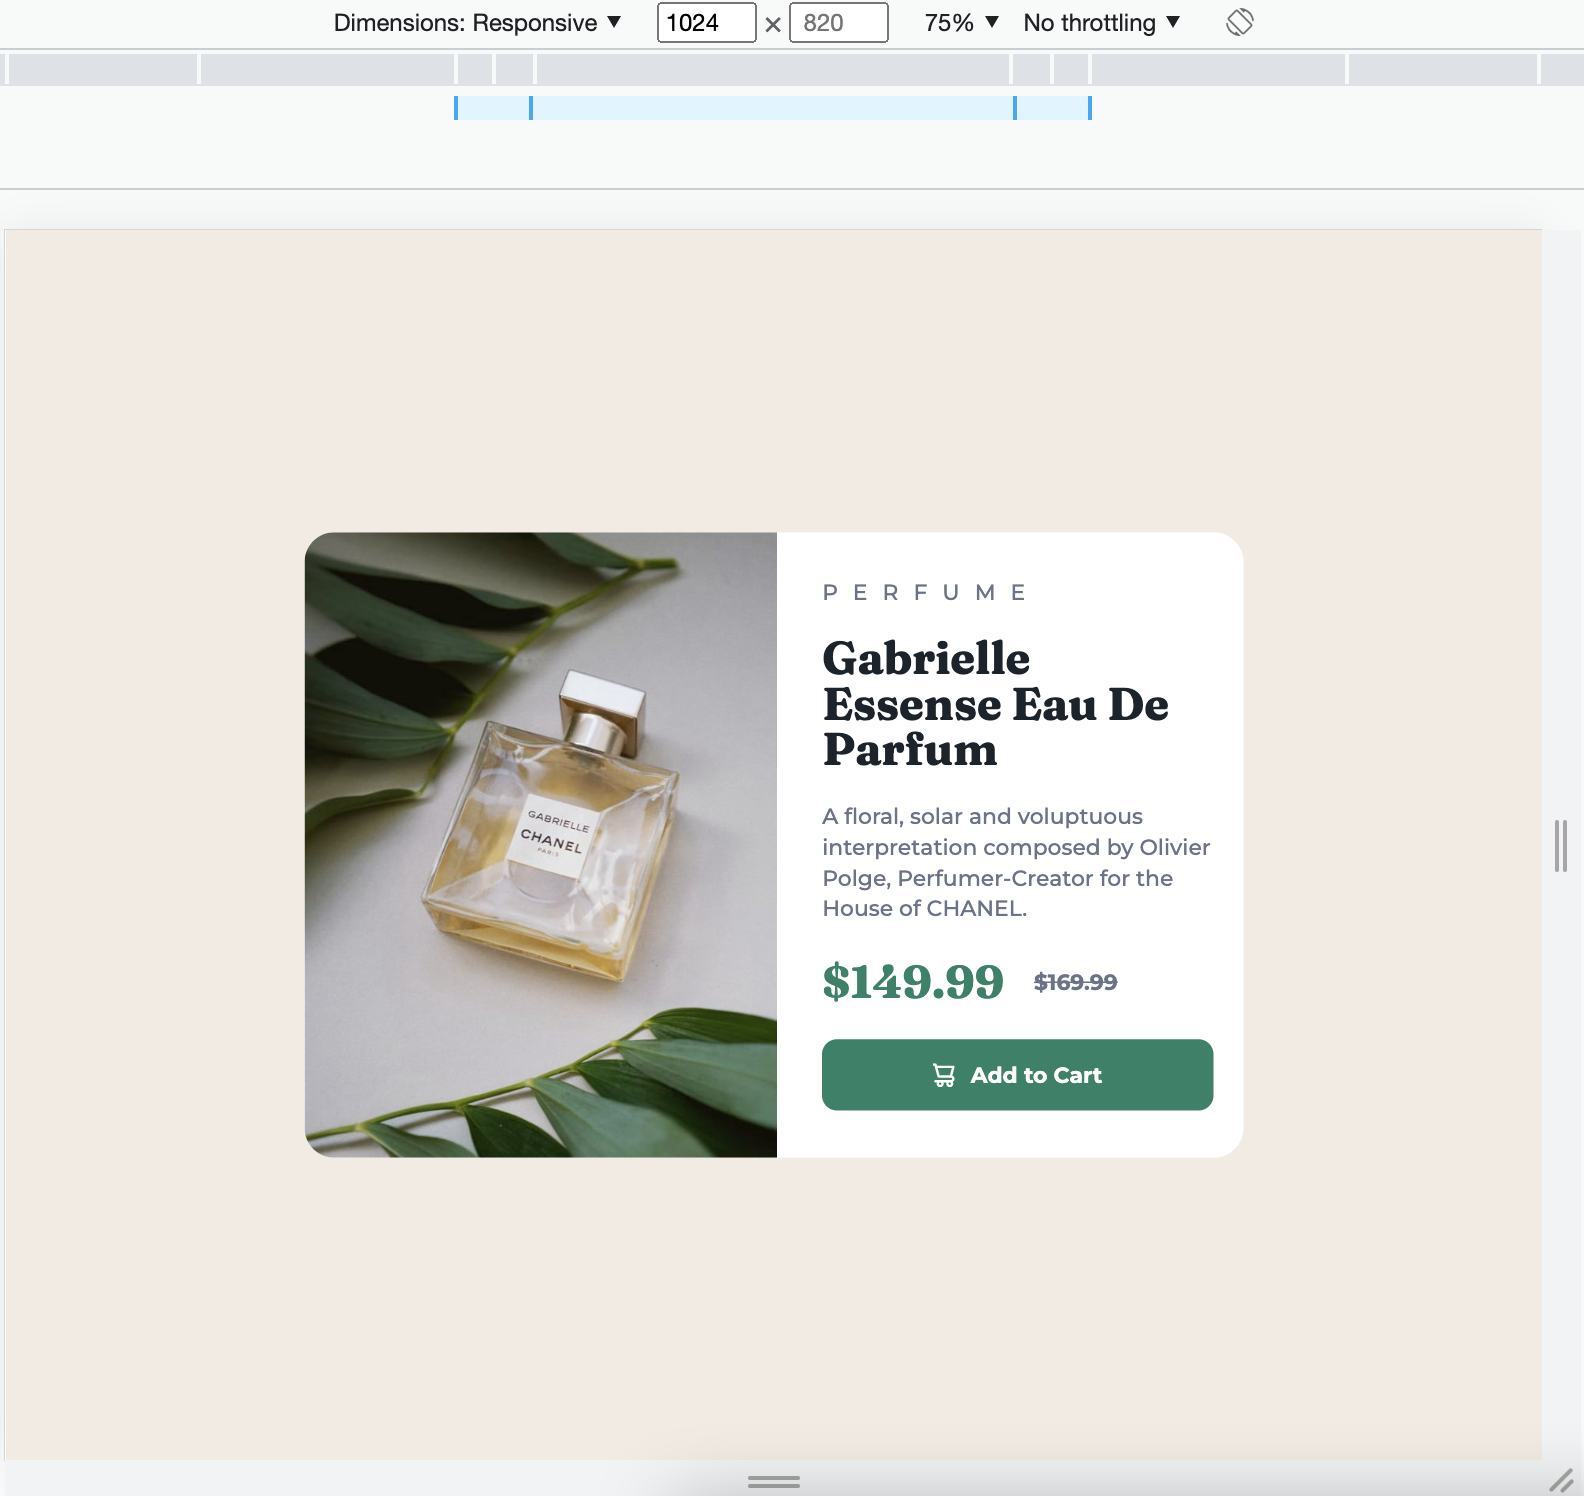 Dimensions: Responsive ▼ 1024 × 820 75% ▼ No throttling ▼
PERFUME
Gabrielle
Essense Eau De
Parfum
A floral, solar and voluptuous
interpretation composed by Olivier
Polge, Perfumer-Creator for the
House of CHANEL.
$149.99 $169.99
Add to Cart
GABRIELLE
CHANEL
PARIS